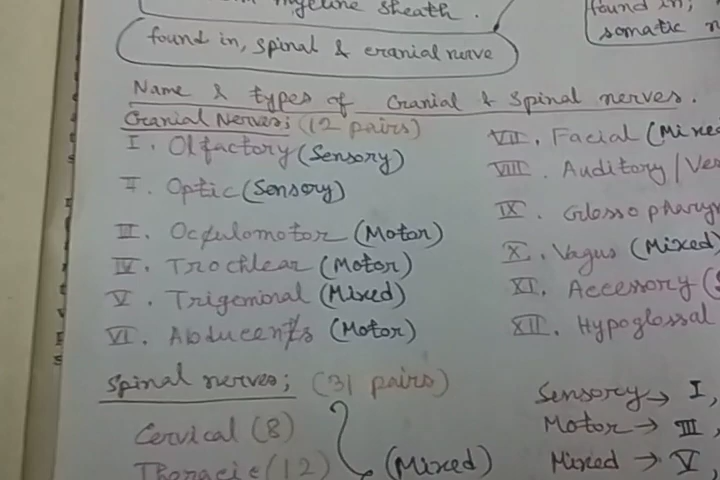 myeline sheath.
found in, spinal & cranial nerve
found in;
somatic
Name & types of Cranial & Spinal nerves.
Cranial Nerves; (12 pairs)
I. Olfactory (Sensory)
II. Optic (Sensory)
III. Oculomotor (Motor)
IV. Trochlear (Motor)
V. Trigeminal (Mixed)
VI. Abducents (Motor)
VII. Facial (Mixe
VIII. Auditory / Ves
IX. Glossopharyn
X. Vagus (Mixed)
XI. Accessory (
XII. Hypoglossal
Spinal nerves; (31 pairs)
Cervical (8)
Thoracic (12)
(Mixed)
Sensory → I,
Motor → III,
Mixed → V,